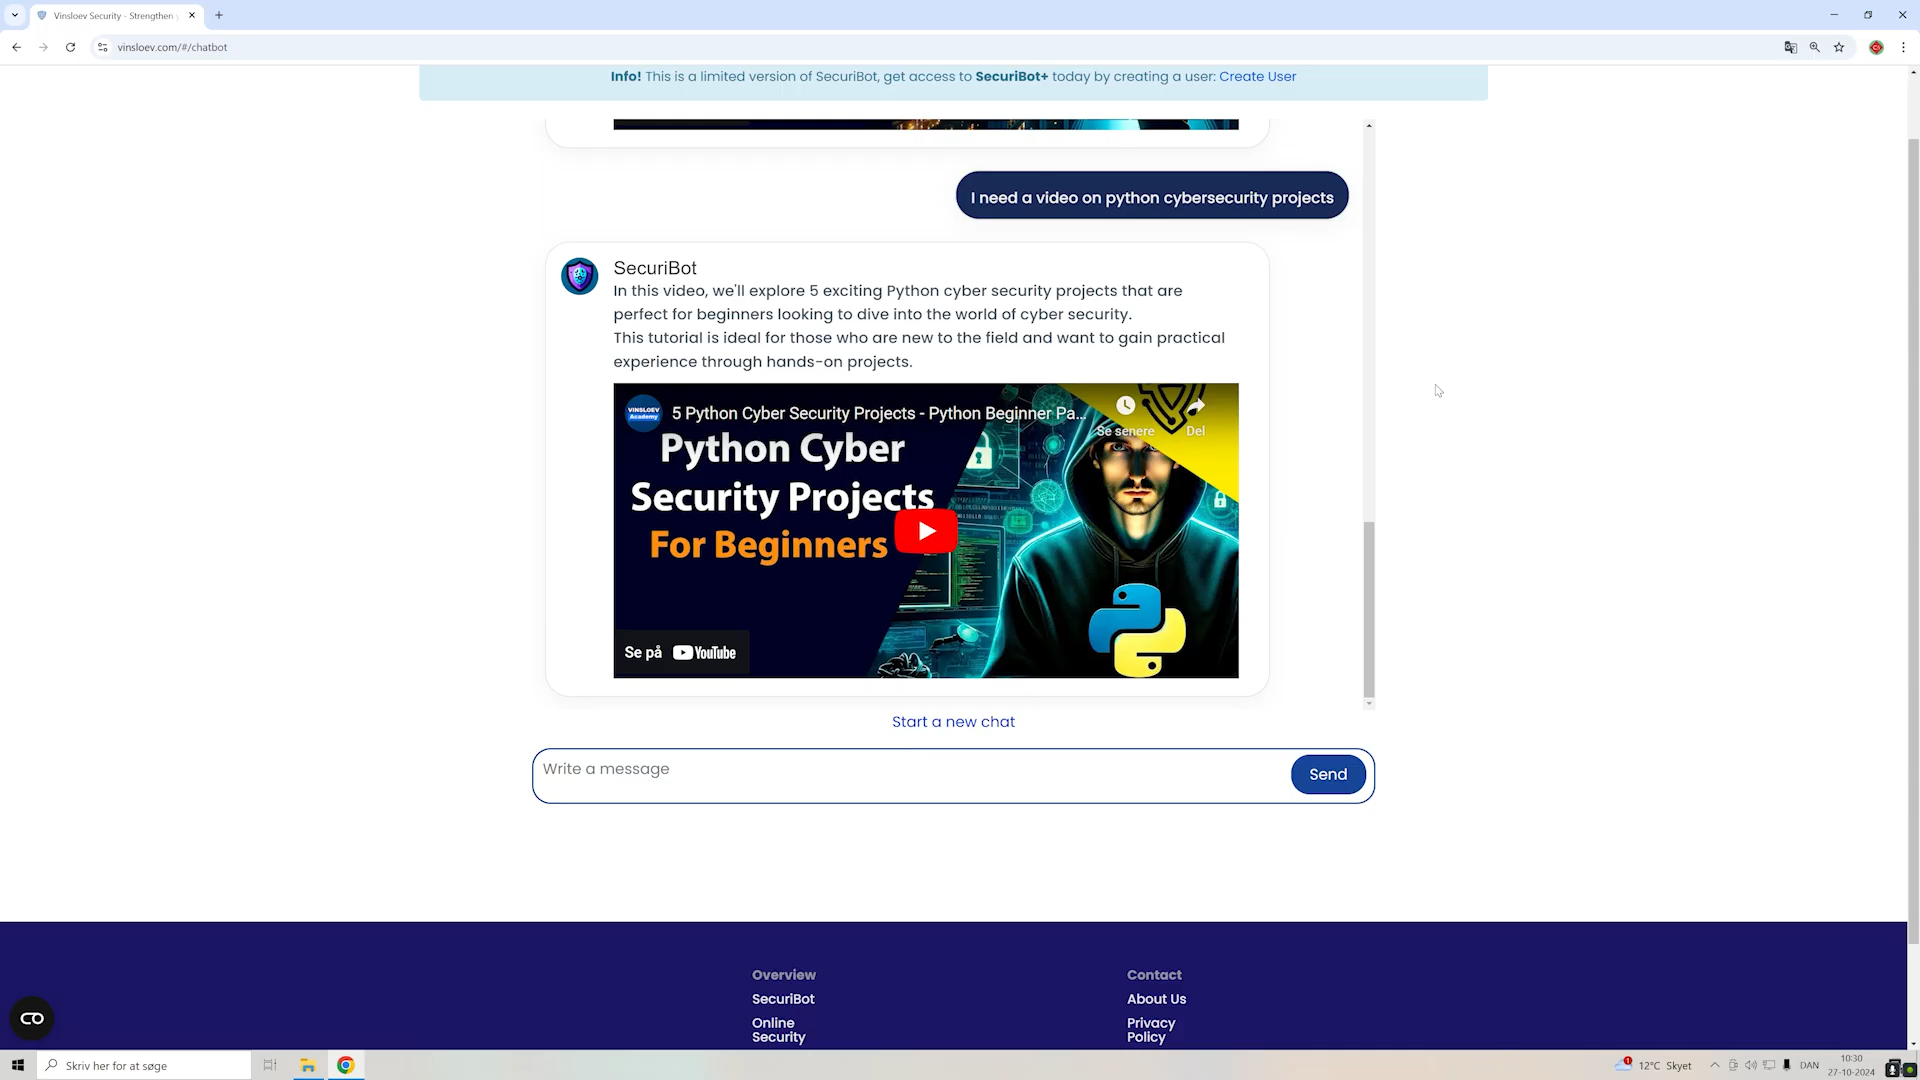 Vinsloev Security - Strengthen
vinsloev.com/#/chatbot
Info! This is a limited version of SecuriBot, get access to SecuriBot+ today by creating a user: Create User
I need a video on python cybersecurity projects
SecuriBot
In this video, we'll explore 5 exciting Python cyber security projects that are
perfect for beginners looking to dive into the world of cyber security.
This tutorial is ideal for those who are new to the field and want to gain practical
experience through hands-on projects.
VINSLOEV
Academy
5 Python Cyber Security Projects - Python Beginner Pa...
Se senere
Del
Python Cyber
Security Projects
For Beginners
Se på YouTube
Start a new chat
Write a message
Send
Overview
SecuriBot
Online
Security
Contact
About Us
Privacy
Policy
Skriv her for at søge
1
12°C Skyet
DAN
10:30
27-10-2024